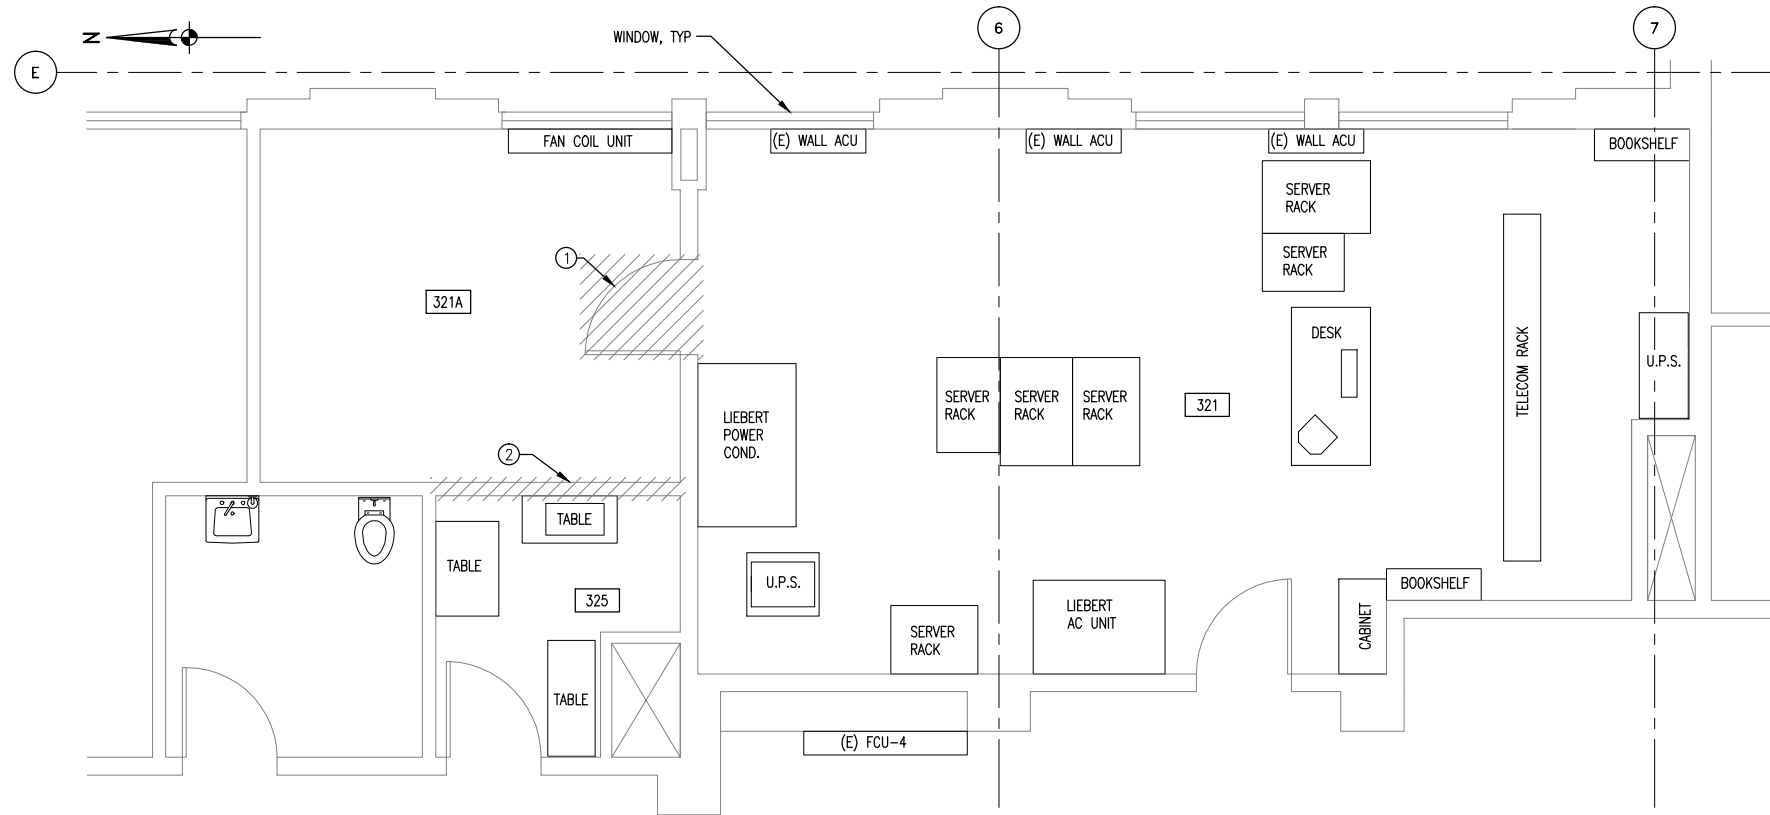 6
7
N
WINDOW, TYP
E
FAN COIL UNIT
(E) WALL ACU
(E) WALL ACU
(E) WALL ACU
BOOKSHELF
SERVER
RACK
1
SERVER
RACK
321A
DESK
U.P.S.
TELECOM RACK
SERVER
RACK
SERVER
RACK
SERVER
RACK
321
LIEBERT
POWER
COND.
2
TABLE
TABLE
U.P.S.
BOOKSHELF
325
LIEBERT
AC UNIT
CABINET
SERVER
RACK
TABLE
(E) FCU-4